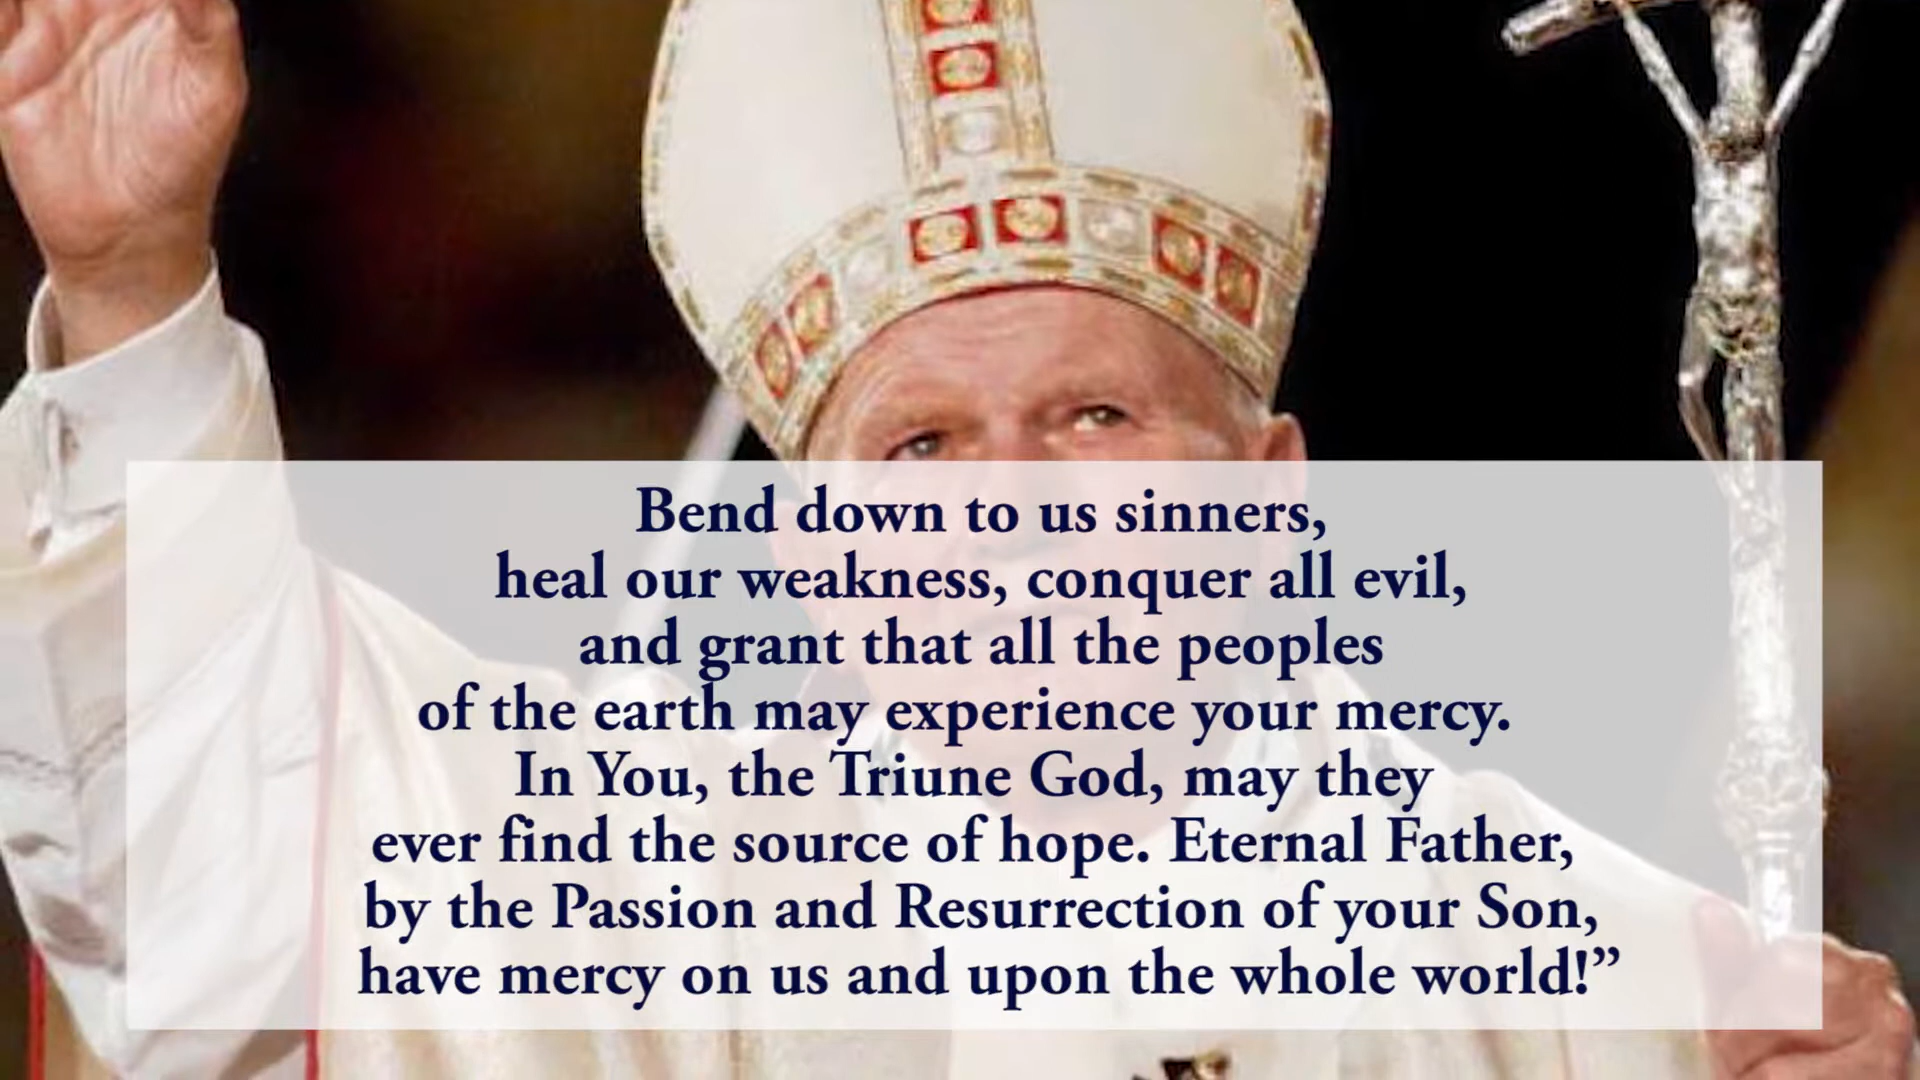 Bend down to us sinners,
heal our weakness, conquer all evil,
and grant that all the peoples
of the earth may experience your mercy.
In You, the Triune God, may they
ever find the source of hope. Eternal Father,
by the Passion and Resurrection of your Son,
have mercy on us and upon the whole world!”